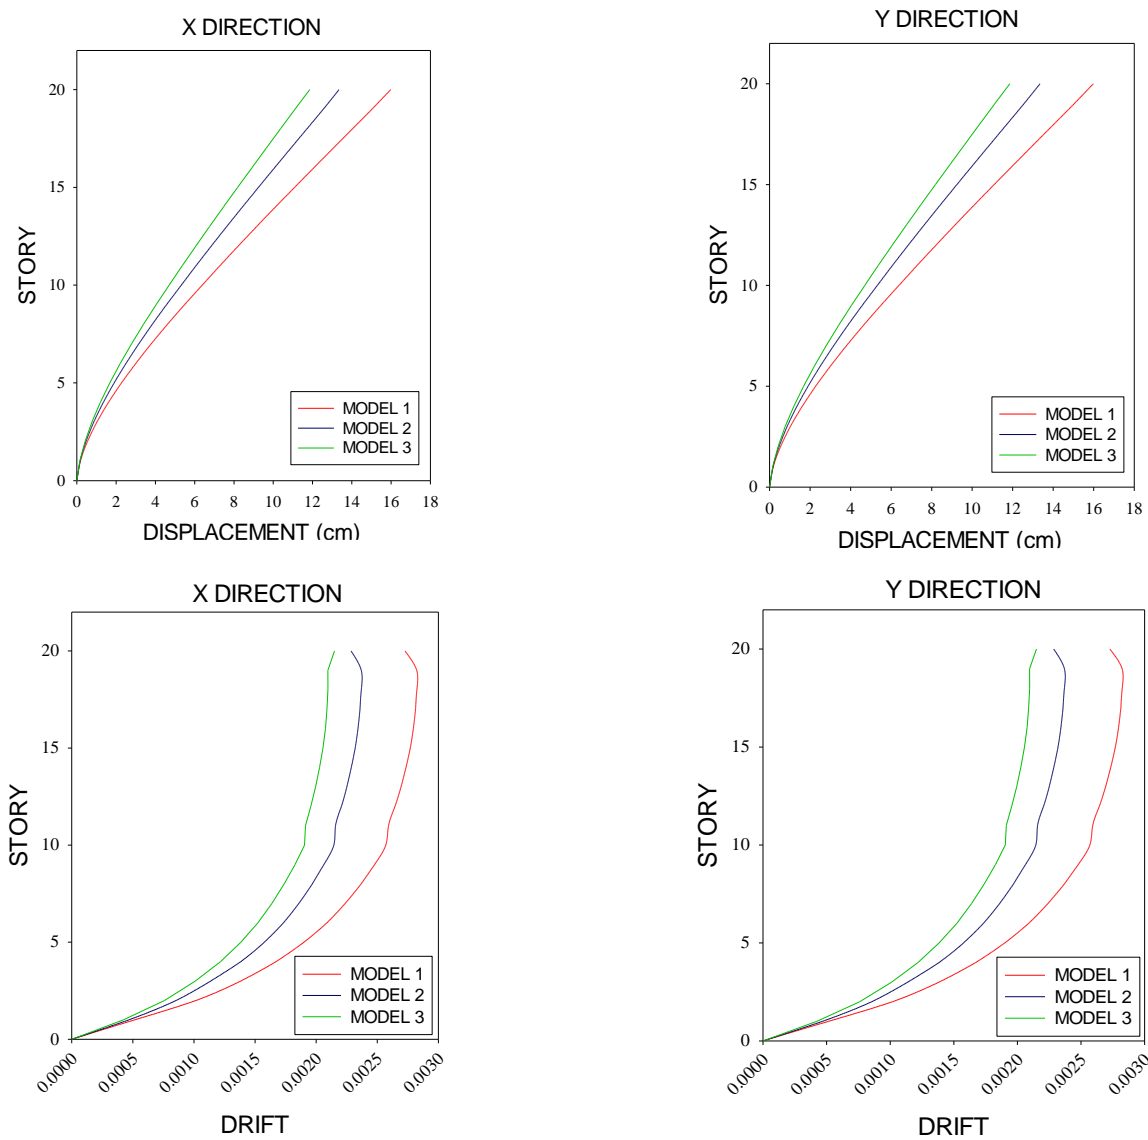 X DIRECTION
20
15
10
5
0
STORY
MODEL 1
MODEL 2
MODEL 3
0 2 4 6 8 10 12 14 16 18
DISPLACEMENT (cm)
Y DIRECTION
20
15
10
5
0
STORY
MODEL 1
MODEL 2
MODEL 3
0 2 4 6 8 10 12 14 16 18
DISPLACEMENT (cm)
X DIRECTION
20
15
10
5
0
STORY
MODEL 1
MODEL 2
MODEL 3
0.0000 0.0005 0.0010 0.0015 0.0020 0.0025 0.0030
DRIFT
Y DIRECTION
20
15
10
5
0
STORY
MODEL 1
MODEL 2
MODEL 3
0.0000 0.0005 0.0010 0.0015 0.0020 0.0025 0.0030
DRIFT